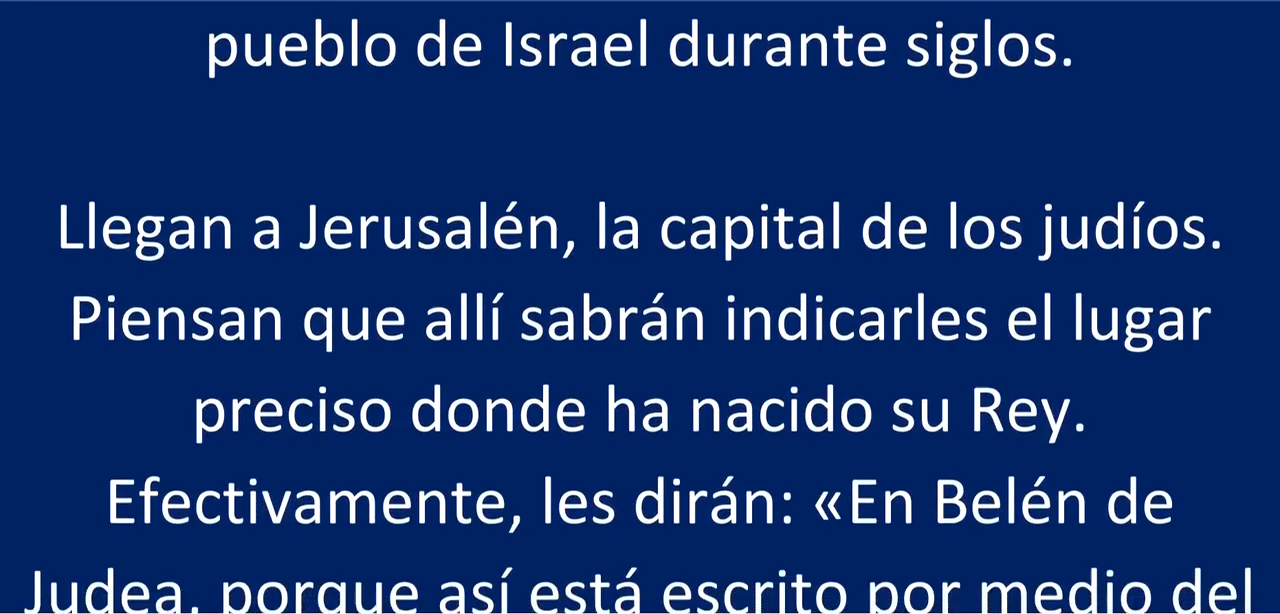 pueblo de Israel durante siglos.
Llegan a Jerusalén, la capital de los judíos.
Piensan que allí sabrán indicarles el lugar
preciso donde ha nacido su Rey.
Efectivamente, les dirán: «En Belén de
Judea, porque así está escrito por medio del